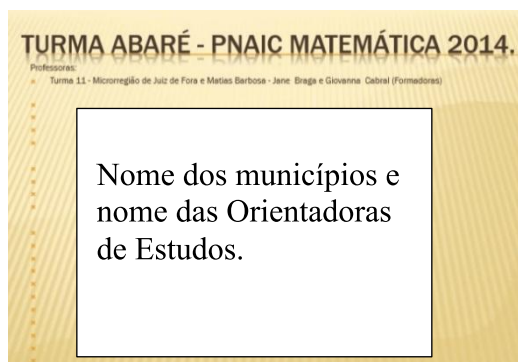 TURMA ABARÉ - PNAIC MATEMÁTICA 2014.
Professoras:
Turma 11 - Microrregião de Juiz de Fora e Matias Barbosa - Jane Braga e Giovanna Cabral (Formadoras)
Nome dos municípios e
nome das Orientadoras
de Estudos.